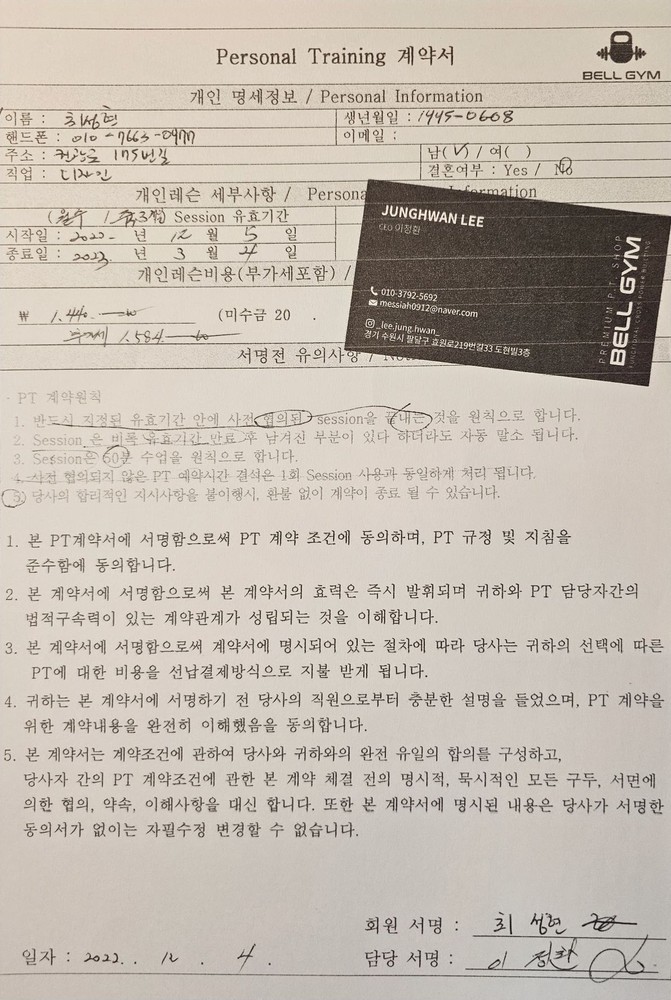 Personal Training 계약서
BELL GYM
개인 명세정보 / Personal Information
이름 : 최성현
생년월일 : 1995-0608
핸드폰 : 010-7663-0977
이메일 :
주소 : 권광로 175번길
남( ✓ ) / 여( )
직업 : 디자인
결혼여부 : Yes / No
개인레슨 세부사항 / Persona formation
( 월수 / 주3회) Session 유효기간
시작일 : 2022- 년 12 월 5 일
종료일 : 2023. 년 3 월 4 일
개인레슨비용(부가세포함) /
₩ 1.440. (미수금 20 .
1.584.
서명전 유의사항 /
JUNGHWAN LEE
CEO 이정환
010-3792-5692
messiah0912@naver.com
_lee.jung.hwan_
경기 수원시 팔달구 효원로219번길33 도현빌3층
PREMIUM P.T SHOP
BELL GYM
· PT 계약원칙
1. 반드시 지정된 유효기간 안에 사전 협의된 session을 끝내는 것을 원칙으로 합니다.
2. Session 은 비록 유효기간 만료 후 남겨진 부분이 있다 하더라도 자동 말소 됩니다.
3. Session은 60분 수업을 원칙으로 합니다.
4. 사전 협의되지 않은 PT 예약시간 결석은 1회 Session 사용과 동일하게 처리 됩니다.
5) 당사의 합리적인 지시사항을 불이행시, 환불 없이 계약이 종료 될 수 있습니다.
1. 본 PT계약서에 서명함으로써 PT 계약 조건에 동의하며, PT 규정 및 지침을
준수함에 동의합니다.
2. 본 계약서에 서명함으로써 본 계약서의 효력은 즉시 발휘되며 귀하와 PT 담당자간의
법적구속력이 있는 계약관계가 성립되는 것을 이해합니다.
3. 본 계약서에 서명함으로써 계약서에 명시되어 있는 절차에 따라 당사는 귀하의 선택에 따른
PT에 대한 비용을 선납결제방식으로 지불 받게 됩니다.
4. 귀하는 본 계약서에 서명하기 전 당사의 직원으로부터 충분한 설명을 들었으며, PT 계약을
위한 계약내용을 완전히 이해했음을 동의합니다.
5. 본 계약서는 계약조건에 관하여 당사와 귀하와의 완전 유일의 합의를 구성하고,
당사자 간의 PT 계약조건에 관한 본 계약 체결 전의 명시적, 묵시적인 모든 구두, 서면에
의한 협의, 약속, 이해사항을 대신 합니다. 또한 본 계약서에 명시된 내용은 당사가 서명한
동의서가 없이는 자필수정 변경할 수 없습니다.
회원 서명 : 최 성현
일자 : 2022. 12 . 4 .
담당 서명 : 이 정환